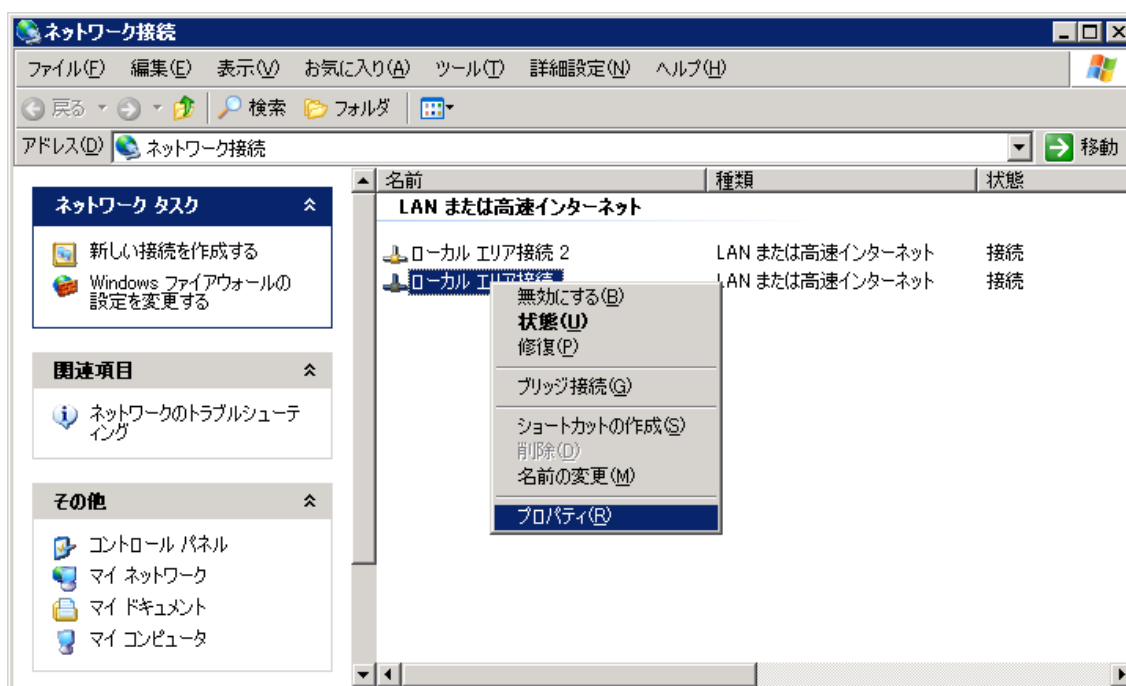 ネットワーク接続
ファイル(F) 編集(E) 表示(V) お気に入り(A) ツール(T) 詳細設定(N) ヘルプ(H)
戻る 検索 フォルダ
アドレス(D) ネットワーク接続 移動
ネットワーク タスク
新しい接続を作成する
Windows ファイアウォールの
設定を変更する
関連項目
ネットワークのトラブルシューテ
ィング
その他
コントロール パネル
マイ ネットワーク
マイ ドキュメント
マイ コンピュータ
名前 種類 状態
LAN または高速インターネット
ローカル エリア接続 2 LAN または高速インターネット 接続
ローカル エリア接続 LAN または高速インターネット 接続
無効にする(B)
状態(U)
修復(P)
ブリッジ接続(G)
ショートカットの作成(S)
削除(D)
名前の変更(M)
プロパティ(R)